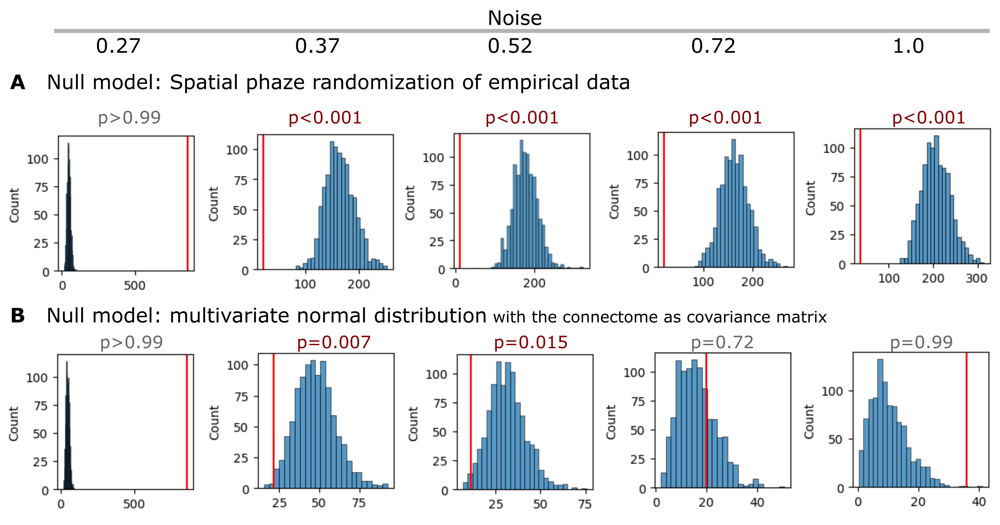 Noise
0.27 0.37 0.52 0.72 1.0
A Null model: Spatial phaze randomization of empirical data
p>0.99 p<0.001 p<0.001 p<0.001 p<0.001
Count 100 75 50 25 0
0 500
Count 100 75 50 25 0
100 200
Count 100 75 50 25 0
0 200
Count 100 75 50 25 0
100 200
Count 100 75 50 25 0
100 200 300
B Null model: multivariate normal distribution with the connectome as covariance matrix
p>0.99 p=0.007 p=0.015 p=0.72 p=0.99
Count 100 75 50 25 0
0 500
Count 100 75 50 25 0
25 50 75
Count 100 75 50 25 0
25 50 75
Count 100 75 50 25 0
0 20 40
Count 100 50 0
0 20 40